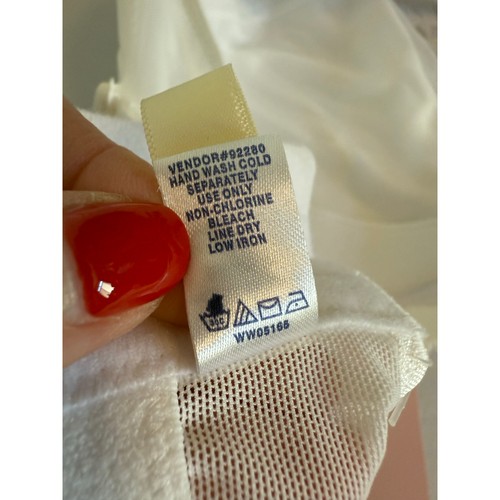 VENDOR#92280
HAND WASH COLD
SEPARATELY
USE ONLY
NON-CHLORINE
BLEACH
LINE DRY
LOW IRON
WW05165